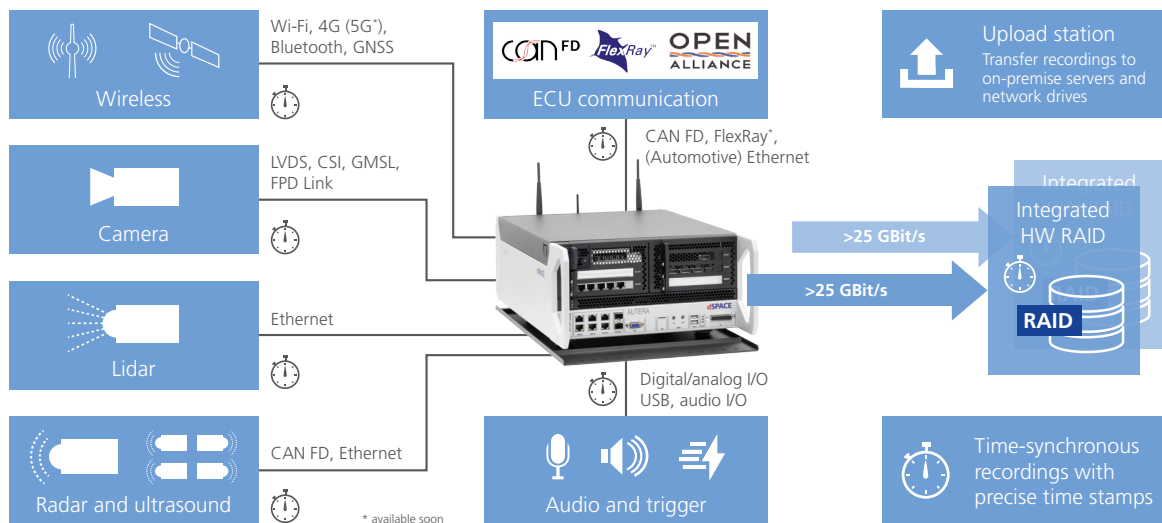 Wi-Fi, 4G (5G*),
Bluetooth, GNSS
Wireless
LVDS, CSI, GMSL,
FPD Link
Camera
Ethernet
Lidar
CAN FD, Ethernet
Radar and ultrasound
* available soon
CAN FD
FlexRay™
OPEN
ALLIANCE
ECU communication
CAN FD, FlexRay*,
(Automotive) Ethernet
AUTERA
dSPACE
Digital/analog I/O
USB, audio I/O
Audio and trigger
Upload station
Transfer recordings to
on-premise servers and
network drives
>25 GBit/s
>25 GBit/s
Integrated
Integrated
HW RAID
RAID
Time-synchronous
recordings with
precise time stamps